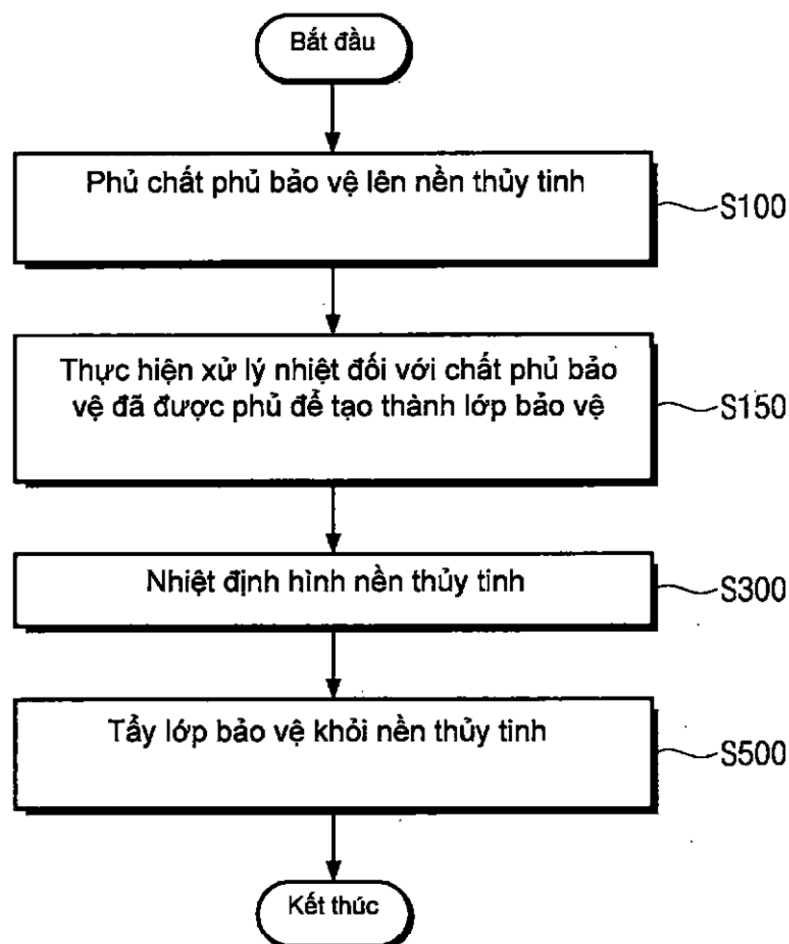 Bắt đầu
Phủ chất phủ bảo vệ lên nền thủy tinh
S100
Thực hiện xử lý nhiệt đối với chất phủ bảo
vệ đã được phủ để tạo thành lớp bảo vệ
S150
Nhiệt định hình nền thủy tinh
S300
Tẩy lớp bảo vệ khỏi nền thủy tinh
S500
Kết thúc